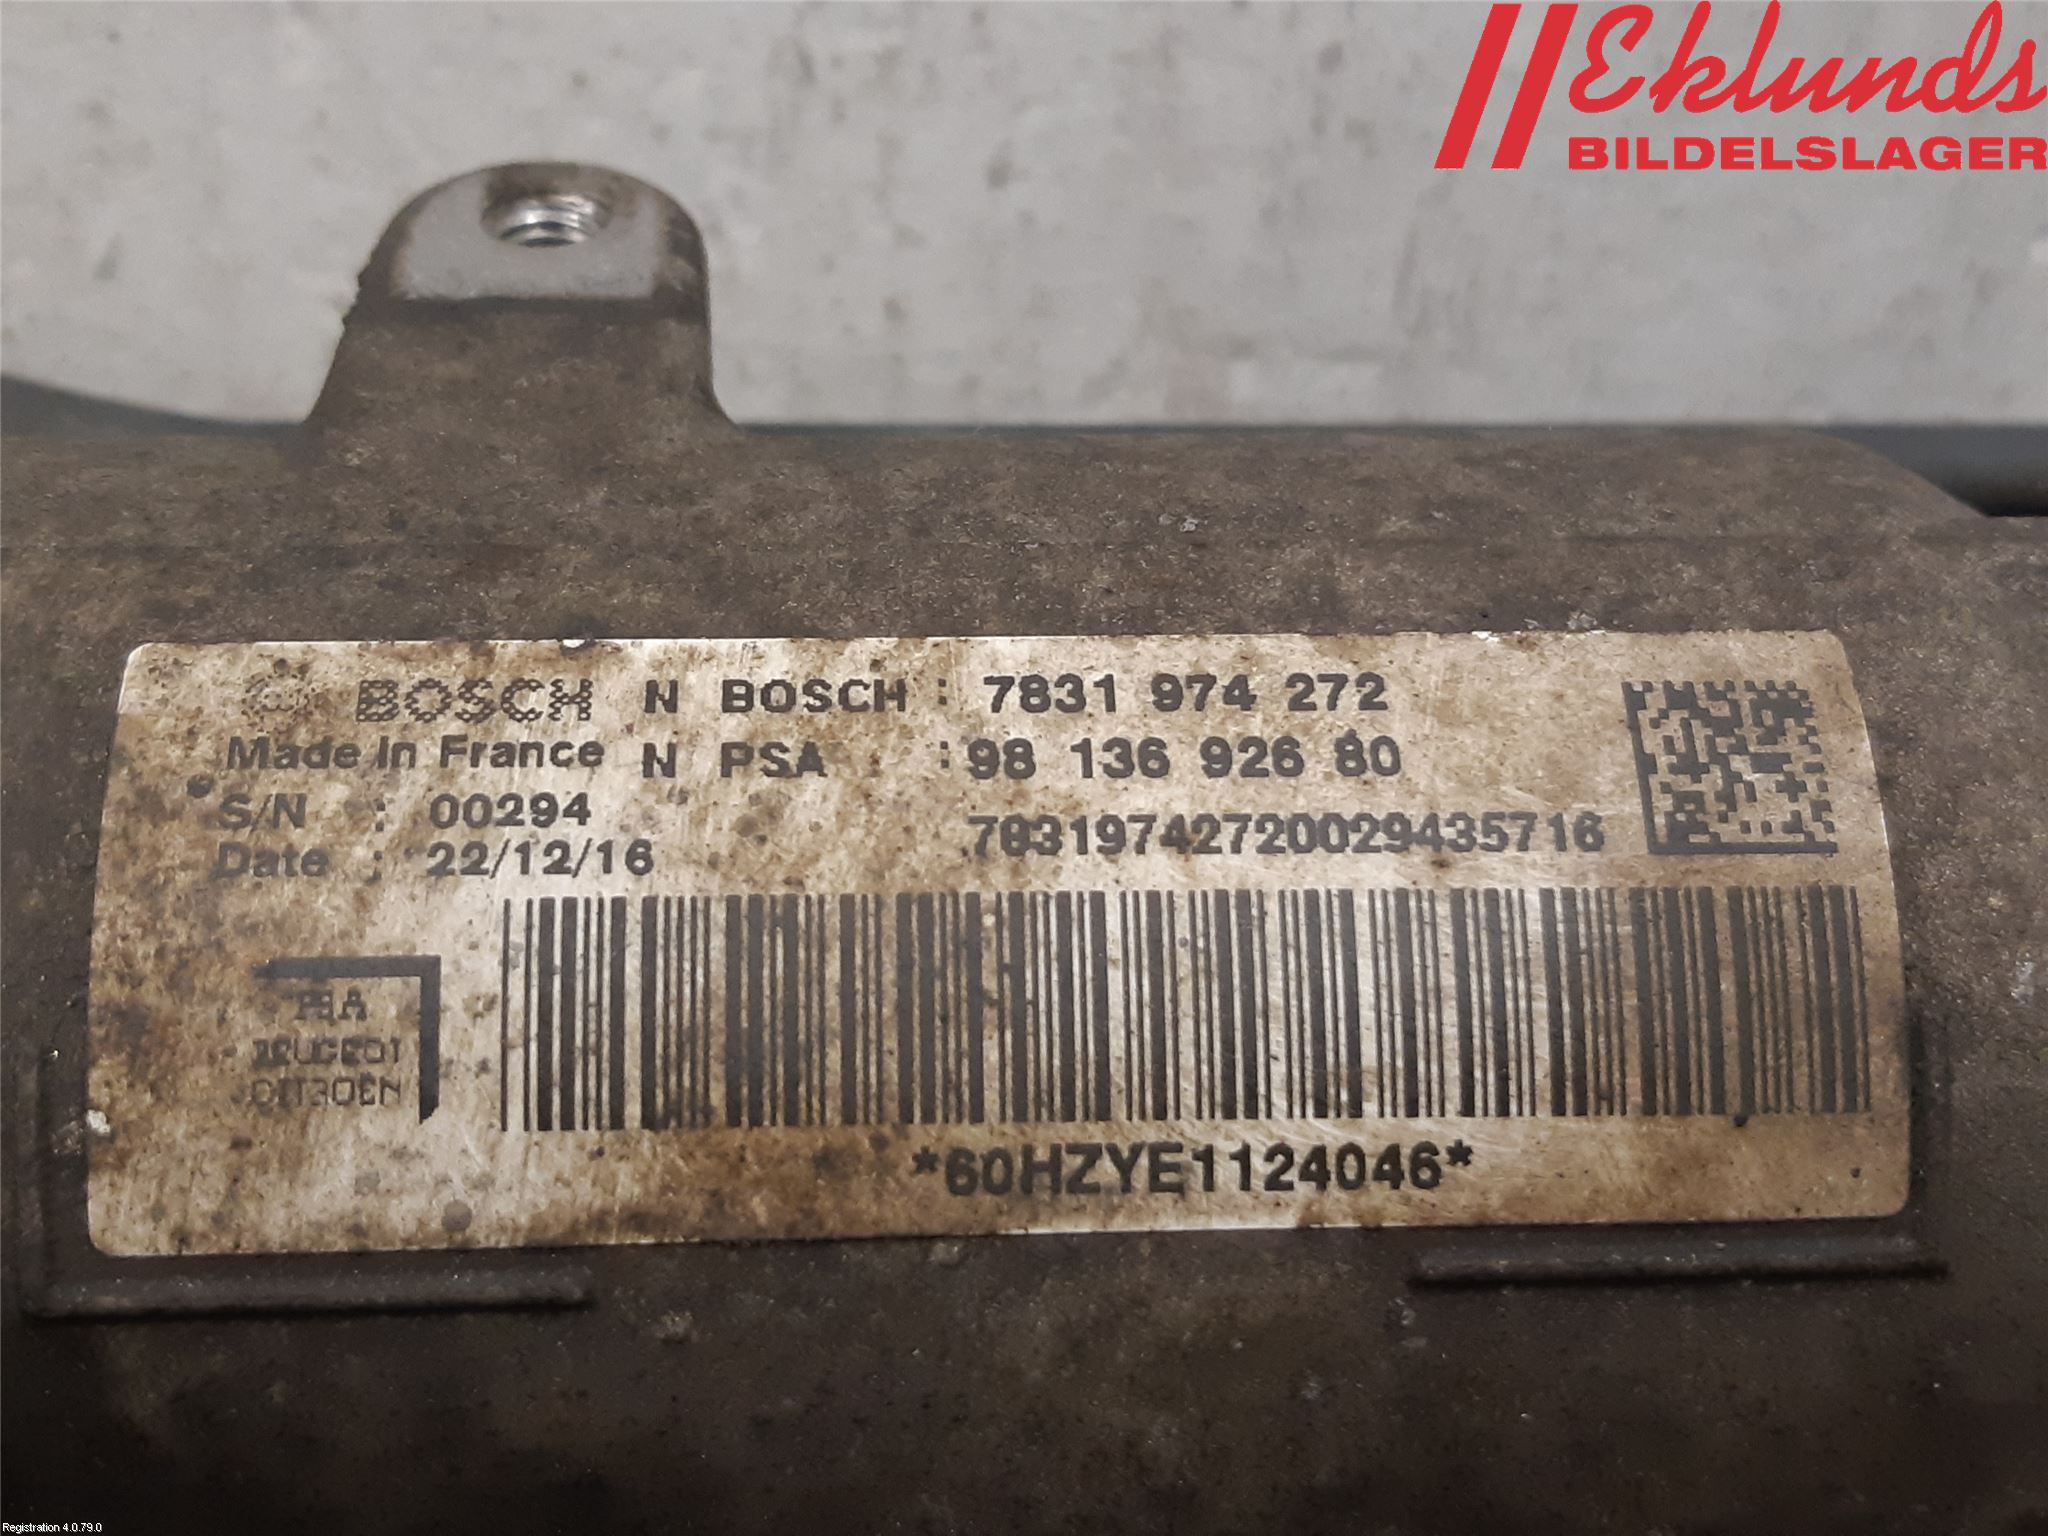 Eklunds
BILDELSLAGER
BOSCH N BOSCH : 7831 974 272
Made In France N PSA : 98 136 926 80
S/N : 00294
78319742720029435716
Date : 22/12/16
PSA
PEUGEOT
CITROËN
*60HZYE1124046*
Registration 4.0.79.0